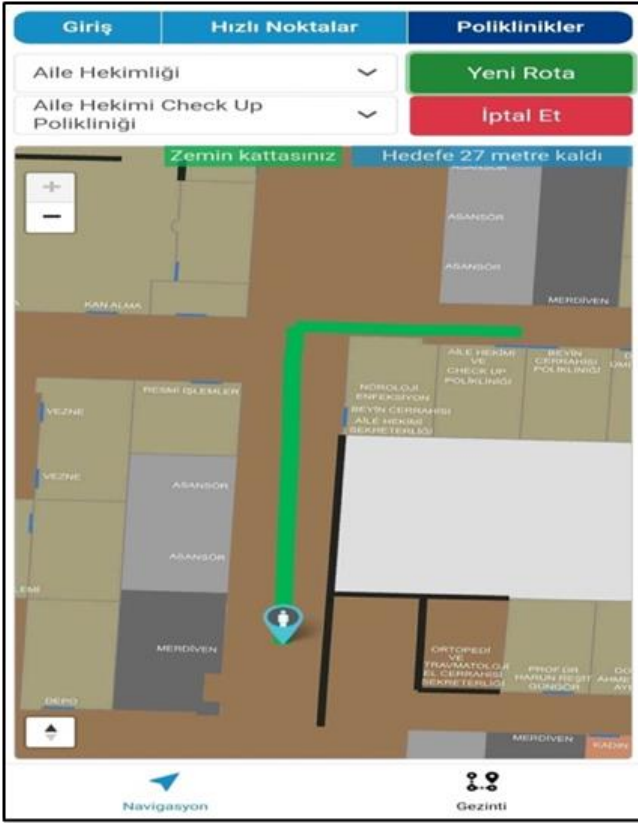 Giriş
Hızlı Noktalar
Poliklinikler
Aile Hekimliği
Yeni Rota
Aile Hekimi Check Up
Polikliniği
İptal Et
Zemin kattasınız
Hedefe 27 metre kaldı
ASANSÖR
ASANSÖR
ASANSÖR
MERDİVEN
KAN ALMA
RESMİ İŞLEMLER
VEZNE
VEZNE
ASANSÖR
ASANSÖR
MERDİVEN
DEPO
NÖROLOJİ
ENFEKSİYON
BEYİN CERRAHİSİ
AİLE HEKİMİ
SEKRETERLİĞİ
AİLE HEKİMİ
VE
CHECK UP
POLİKLİNİĞİ
BEYİN
CERRAHİSİ
POLİKLİNİĞİ
ORTOPEDİ
VE
TRAVMATOLOJİ
EL CERRAHİSİ
SEKRETERLİĞİ
PROF DR
HARUN REŞİT
GÜNGÖR
MERDİVEN
KADIN
Navigasyon
Gezinti